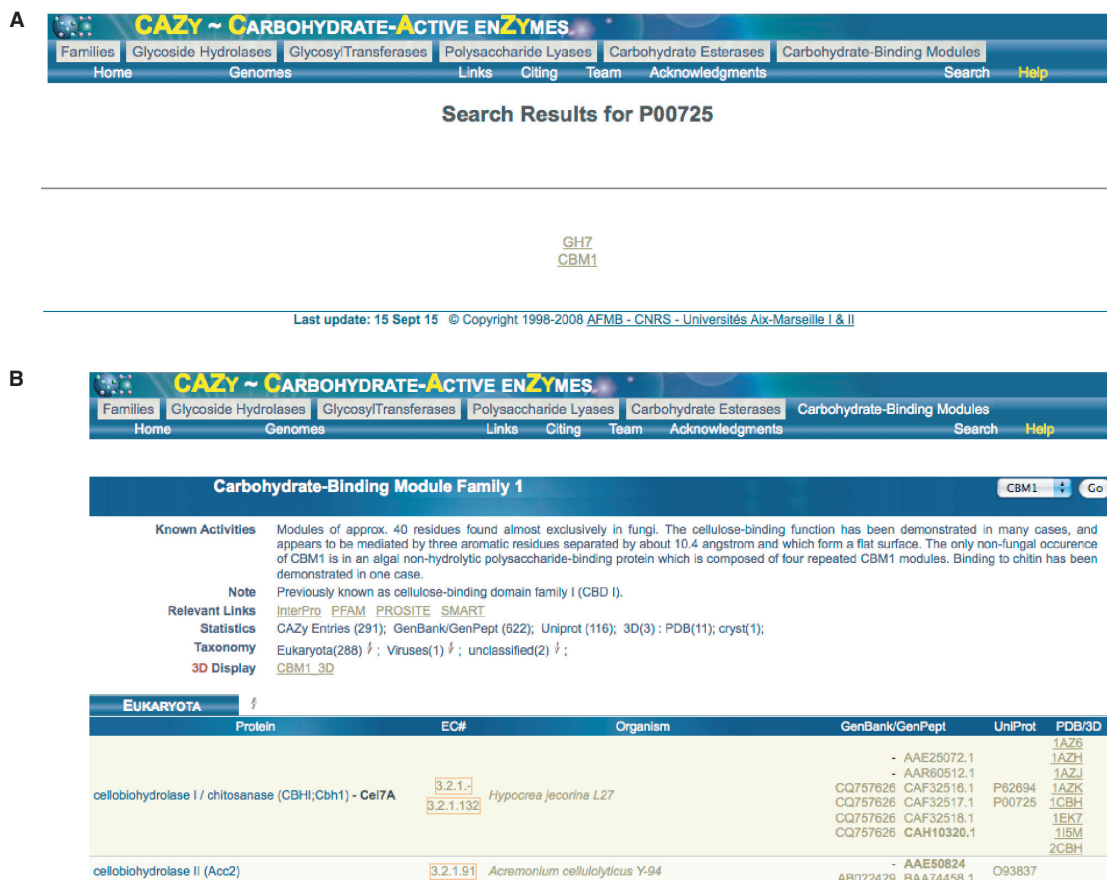 A
CAZY ~ CARBOHYDRATE-ACTIVE ENZYMES
Families Glycoside Hydrolases GlycosylTransferases Polysaccharide Lyases Carbohydrate Esterases Carbohydrate-Binding Modules
Home Genomes Links Citing Team Acknowledgments Search Help
Search Results for P00725
GH7
CBM1
Last update: 15 Sept 15 © Copyright 1998-2008 AFMB - CNRS - Universités Aix-Marseille I & II
B
CAZY ~ CARBOHYDRATE-ACTIVE ENZYMES
Families Glycoside Hydrolases GlycosylTransferases Polysaccharide Lyases Carbohydrate Esterases Carbohydrate-Binding Modules
Home Genomes Links Citing Team Acknowledgments Search Help
Carbohydrate-Binding Module Family 1 CBM1 Go
Known Activities Modules of approx. 40 residues found almost exclusively in fungi. The cellulose-binding function has been demonstrated in many cases, and
appears to be mediated by three aromatic residues separated by about 10.4 angstrom and which form a flat surface. The only non-fungal occurence
of CBM1 is in an algal non-hydrolytic polysaccharide-binding protein which is composed of four repeated CBM1 modules. Binding to chitin has been
demonstrated in one case.
Note Previously known as cellulose-binding domain family I (CBD I).
Relevant Links InterPro PFAM PROSITE SMART
Statistics CAZy Entries (291); GenBank/GenPept (622); Uniprot (116); 3D(3) : PDB(11); cryst(1);
Taxonomy Eukaryota(288) ; Viruses(1) ; unclassified(2) ;
3D Display CBM1_3D
EUKARYOTA
Protein EC# Organism GenBank/GenPept UniProt PDB/3D
cellobiohydrolase I / chitosanase (CBHI;Cbh1) - Cel7A 3.2.1.- 3.2.1.132 Hypocrea jecorina L27
- AAE25072.1
- AAR60512.1
CQ757626 CAF32516.1
CQ757626 CAF32517.1
CQ757626 CAF32518.1
CQ757626 CAH10320.1
P62694
P00725
1AZ6
1AZH
1AZJ
1AZK
1CBH
1EK7
1I5M
2CBH
cellobiohydrolase II (Acc2) 3.2.1.91 Acremonium cellulolyticus Y-94 - AAE50824 O93837
AB022429 BAA74458.1